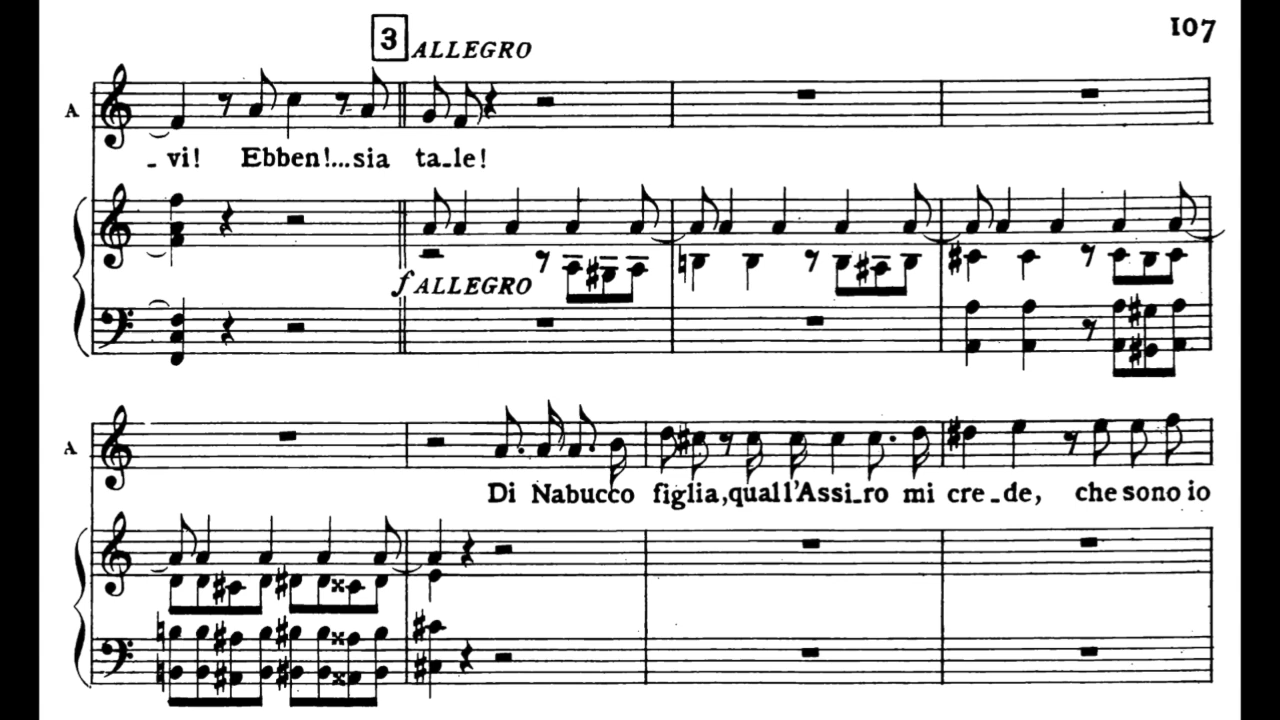 107
3 ALLEGRO
A
- vi! Ebben!...sia ta-le!
f ALLEGRO
A
Di Nabucco figlia,quall'Assi-ro mi cre-de, che sono io